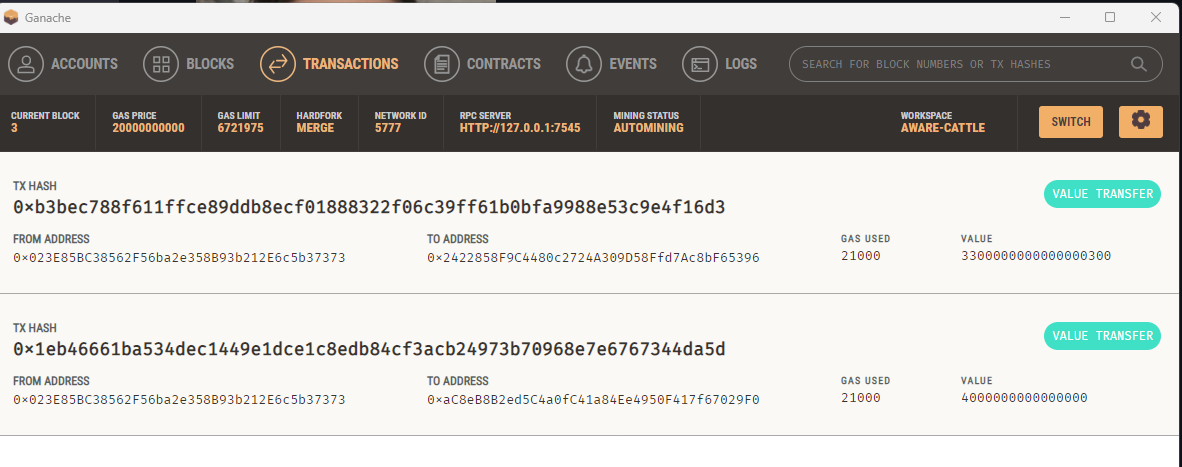 Ganache
ACCOUNTS BLOCKS TRANSACTIONS CONTRACTS EVENTS LOGS SEARCH FOR BLOCK NUMBERS OR TX HASHES
CURRENT BLOCK GAS PRICE GAS LIMIT HARDFORK NETWORK ID RPC SERVER MINING STATUS WORKSPACE
3 20000000000 6721975 MERGE 5777 HTTP://127.0.0.1:7545 AUTOMINING AWARE-CATTLE SWITCH
TX HASH
0×b3bec788f611ffce89ddb8ecf01888322f06c39ff61b0bfa9988e53c9e4f16d3 VALUE TRANSFER
FROM ADDRESS TO ADDRESS GAS USED VALUE
0×023E85BC38562F56ba2e358B93b212E6c5b37373 0×2422858F9C4480c2724A309D58Ffd7Ac8bF65396 21000 3300000000000000300
TX HASH
0×1eb46661ba534dec1449e1dce1c8edb84cf3acb24973b70968e7e6767344da5d VALUE TRANSFER
FROM ADDRESS TO ADDRESS GAS USED VALUE
0×023E85BC38562F56ba2e358B93b212E6c5b37373 0×aC8eB8B2ed5C4a0fC41a84Ee4950F417f67029F0 21000 4000000000000000